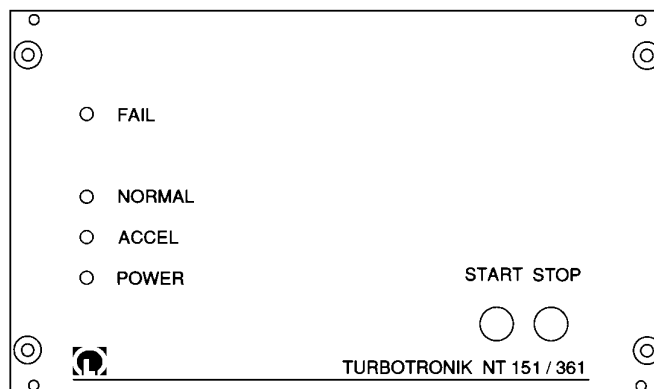 FAIL
NORMAL
ACCEL
POWER
START STOP
TURBOTRONIK NT 151 / 361